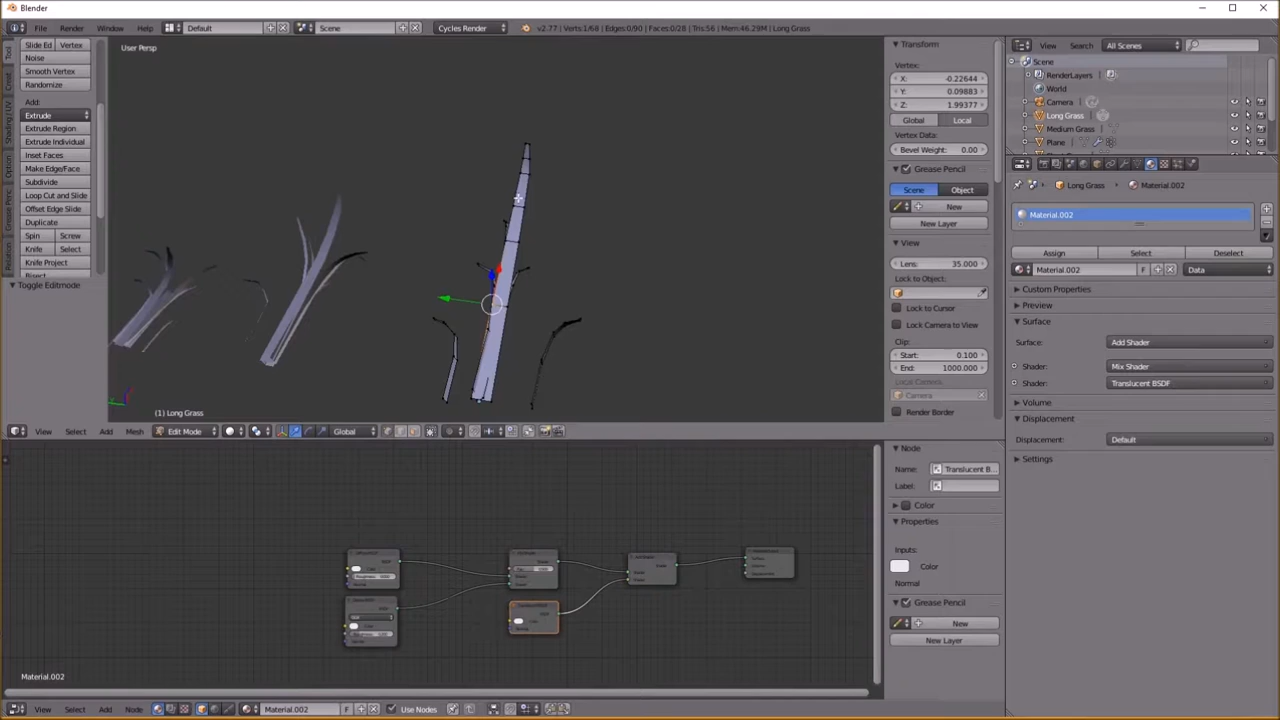 Blender
File Render Window Help Default Scene Cycles Render v2.77 | Verts:1/68 | Edges:0/90 | Faces:0/28 | Tris:56 | Mem:46.29M | Long Grass
User Persp
Slide Ed Vertex
Noise
Smooth Vertex
Randomize
Add:
Extrude
Extrude Region
Extrude Individual
Inset Faces
Make Edge/Face
Subdivide
Loop Cut and Slide
Offset Edge Slide
Duplicate
Spin Screw
Knife Select
Knife Project
Bisect
Toggle Editmode
(1) Long Grass
View Select Add Mesh Edit Mode Global
Transform
Vertex:
X: -0.22644
Y: 0.09883
Z: 1.99377
Global Local
Vertex Data:
Bevel Weight: 0.00
Grease Pencil
Scene Object
New
New Layer
View
Lens: 35.000
Lock to Object:
Lock to Cursor
Lock Camera to View
Clip:
Start: 0.100
End: 1000.000
Local Camera:
Camera
Render Border
View Search All Scenes
Scene
RenderLayers
World
Camera
Long Grass
Medium Grass
Plane
Long Grass Material.002
Material.002
Assign Select Deselect
Material.002 F Data
Custom Properties
Preview
Surface
Surface: Add Shader
Shader: Mix Shader
Shader: Translucent BSDF
Volume
Displacement
Displacement: Default
Settings
Node
Name: Translucent B...
Label:
Color
Properties
Inputs:
Color
Normal
Grease Pencil
New
New Layer
Material.002
View Select Add Node Material.002 F Use Nodes